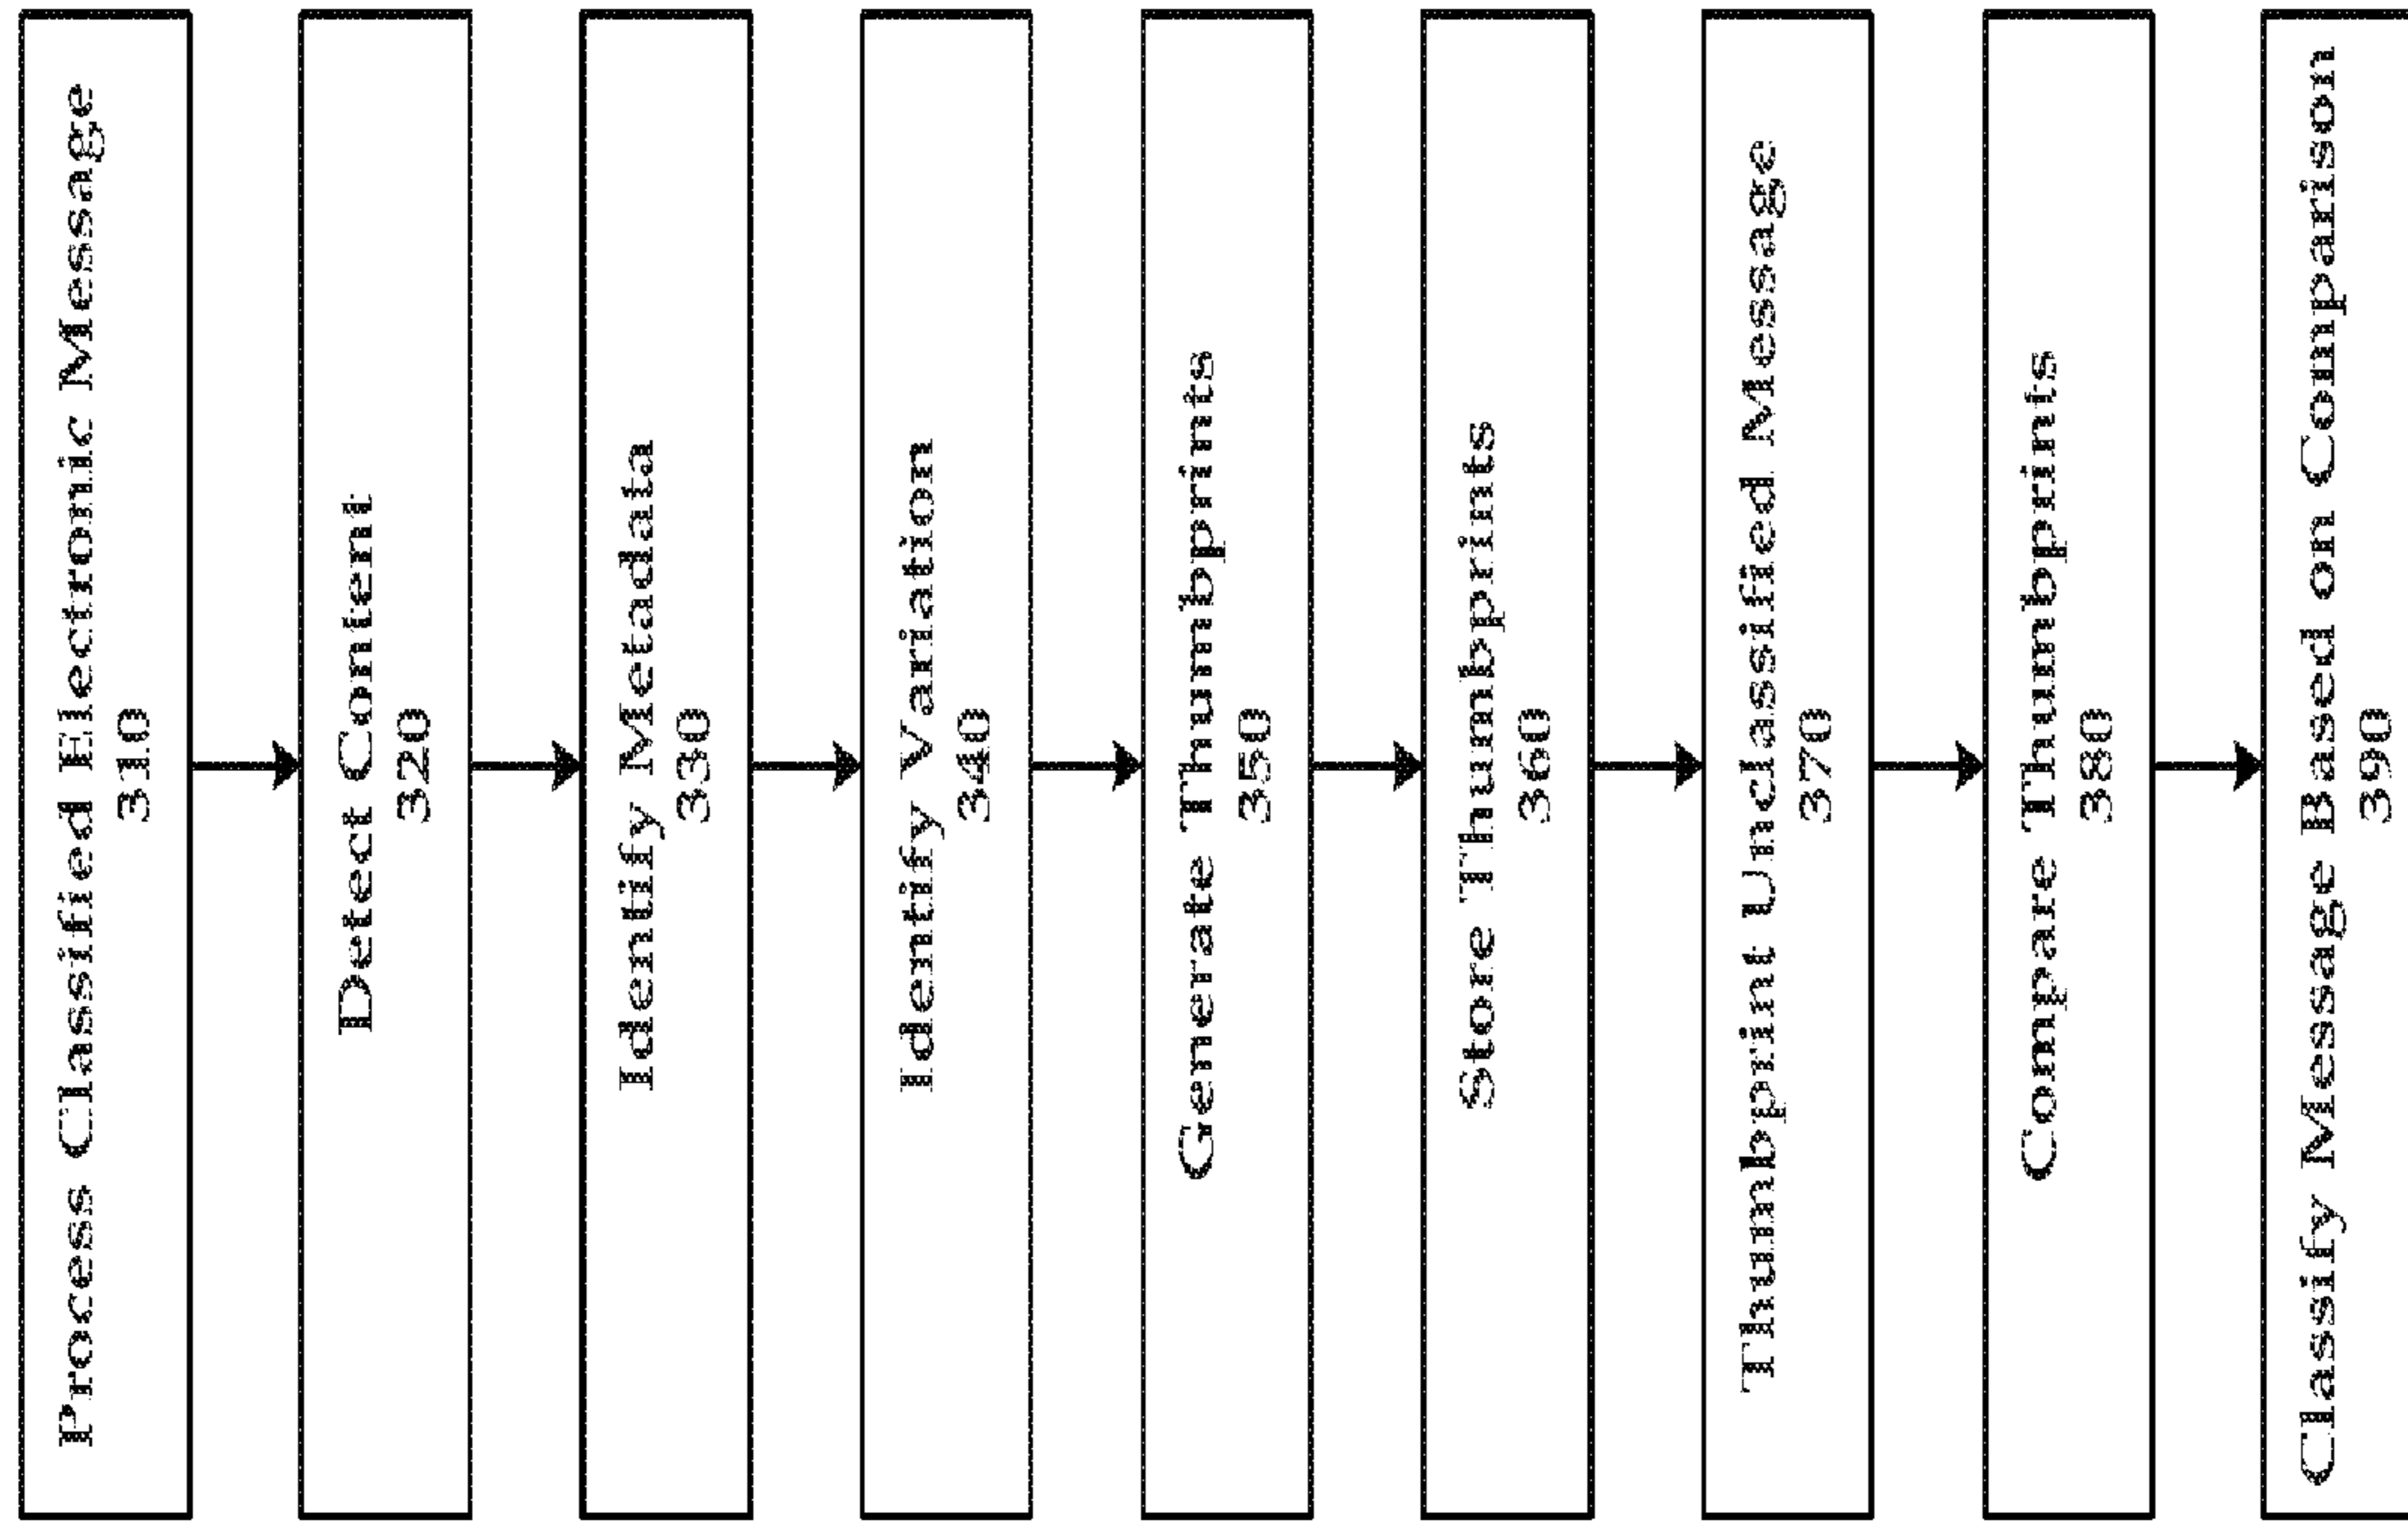 Process Classified Electronic Message
310
Detect Content
320
Identify Metadata
330
Identify Variation
340
Generate Thumbprints
350
Store Thumbprints
360
Thumbprint Unclassified Message
370
Compare Thumbprints
380
Classify Message Based on Comparison
390